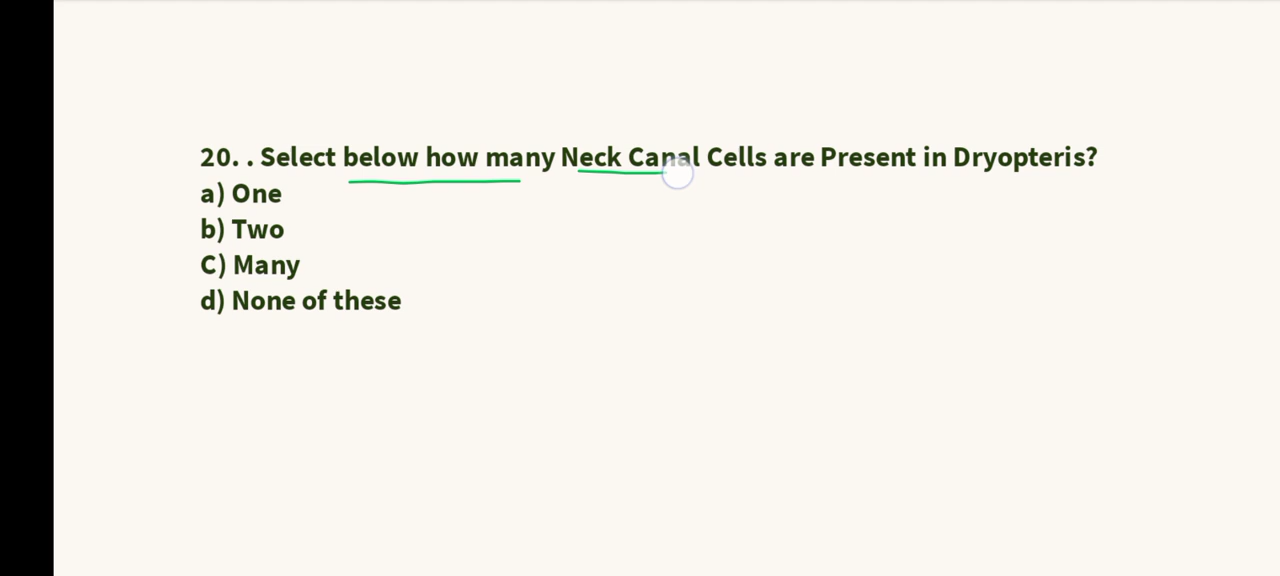 20. . Select below how many Neck Canal Cells are Present in Dryopteris?
a) One
b) Two
C) Many
d) None of these